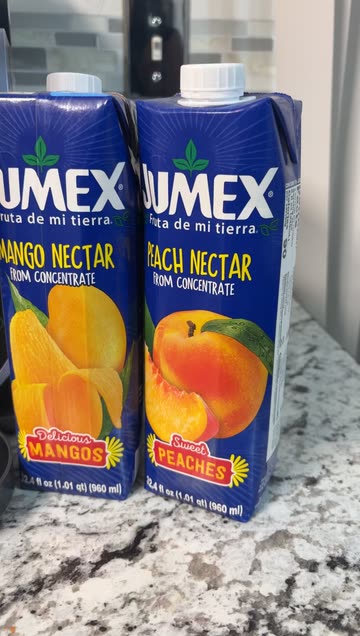 JUMEX®
Fruta de mi tierra.
MANGO NECTAR
FROM CONCENTRATE
Delicious
MANGOS
32.4 fl oz (1.01 qt) (960 ml)
JUMEX®
Fruta de mi tierra.
PEACH NECTAR
FROM CONCENTRATE
Sweet
PEACHES
32.4 fl oz (1.01 qt) (960 ml)